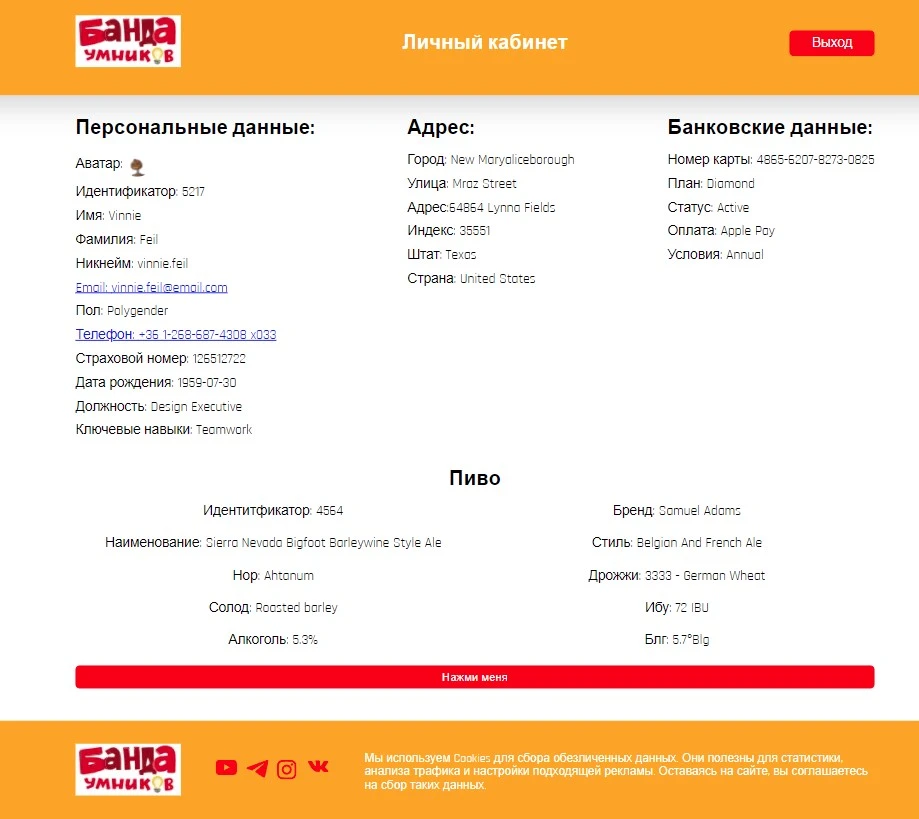 Банда
умников
Личный кабинет
Выход
Персональные данные:
Аватар:
Идентификатор: 5217
Имя: Vinnie
Фамилия: Feil
Никнейм: vinnie.feil
Email: vinnie.feil@email.com
Пол: Polygender
Телефон: +36 1-268-687-4308 x033
Страховой номер: 126512722
Дата рождения: 1959-07-30
Должность: Design Executive
Ключевые навыки: Teamwork
Адрес:
Город: New Maryaliceborough
Улица: Mraz Street
Адрес:64864 Lynna Fields
Индекс: 35551
Штат: Texas
Страна: United States
Банковские данные:
Номер карты: 4865-6207-8273-0825
План: Diamond
Статус: Active
Оплата: Apple Pay
Условия: Annual
Пиво
Идентитфикатор: 4564
Бренд: Samuel Adams
Наименование: Sierra Nevada Bigfoot Barleywine Style Ale
Стиль: Belgian And French Ale
Hop: Ahtanum
Дрожжи: 3333 - German Wheat
Солод: Roasted barley
Ибу: 72 IBU
Алкоголь: 5.3%
Блг: 5.7°Blg
Нажми меня
Банда
умников
Мы используем Cookies для сбора обезличенных данных. Они полезны для статистики,
анализа трафика и настройки подходящей рекламы. Оставаясь на сайте, вы соглашаетесь
на сбор таких данных.